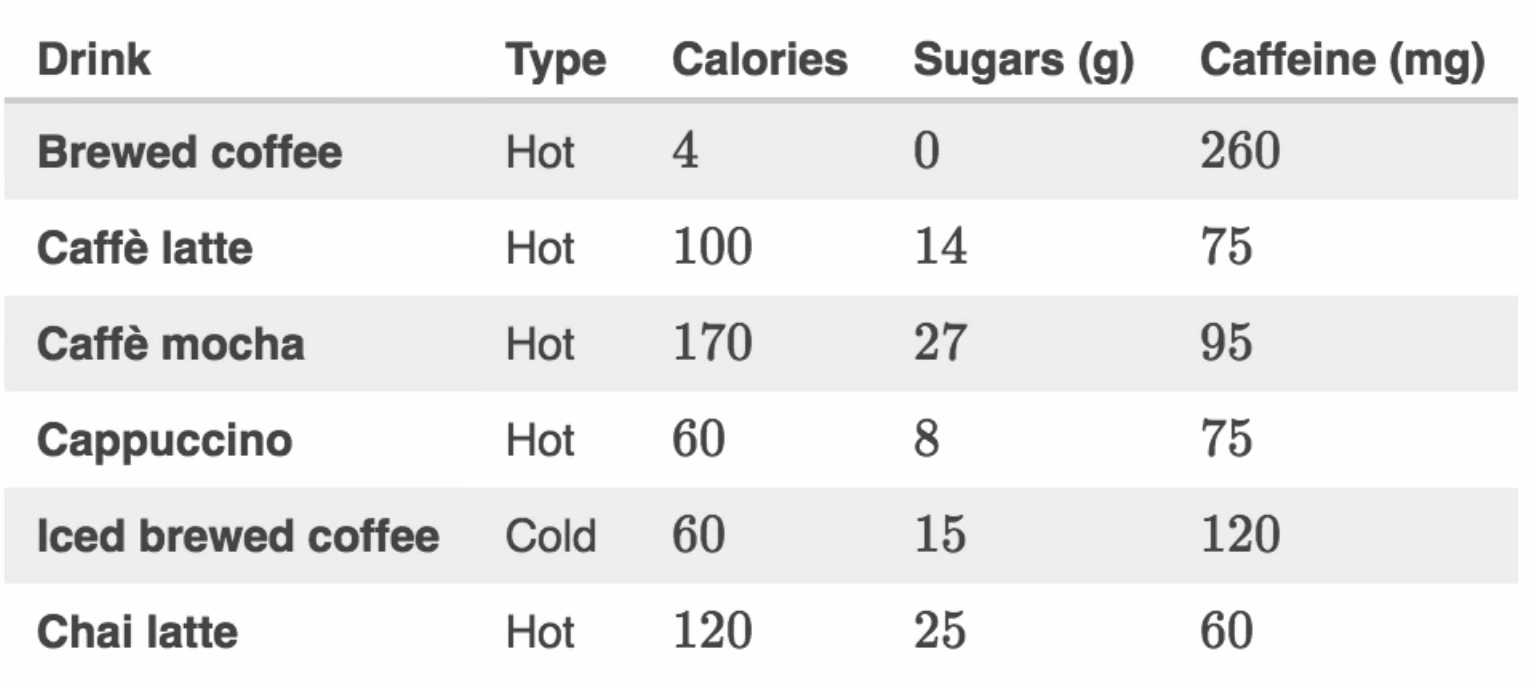 Drink Type Calories Sugars (g) Caffeine (mg)
Brewed coffee Hot 4 0 260
Caffè latte Hot 100 14 75
Caffè mocha Hot 170 27 95
Cappuccino Hot 60 8 75
Iced brewed coffee Cold 60 15 120
Chai latte Hot 120 25 60